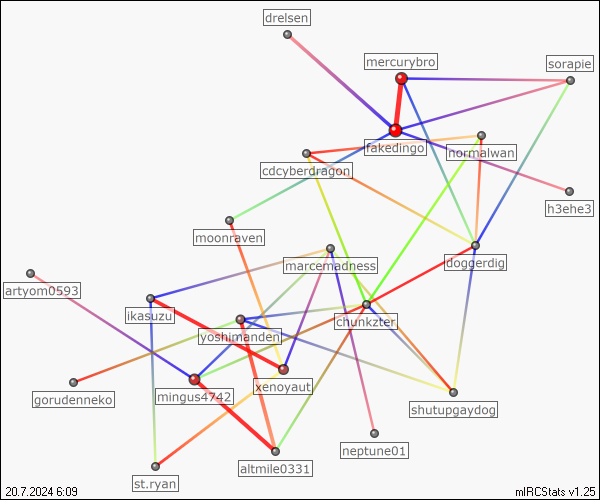 drelsen
mercurybro
sorapie
fakedingo
normalwan
cdcyberdragon
h3ehe3
moonraven
marcemadness
doggerdig
artyom0593
ikasuzu
chunkzter
yoshimanden
xenoyaut
mingus4742
gorudenneko
shutupgaydog
neptune01
altmile0331
st.ryan
20.7.2024 6:09
mIRCStats v1.25